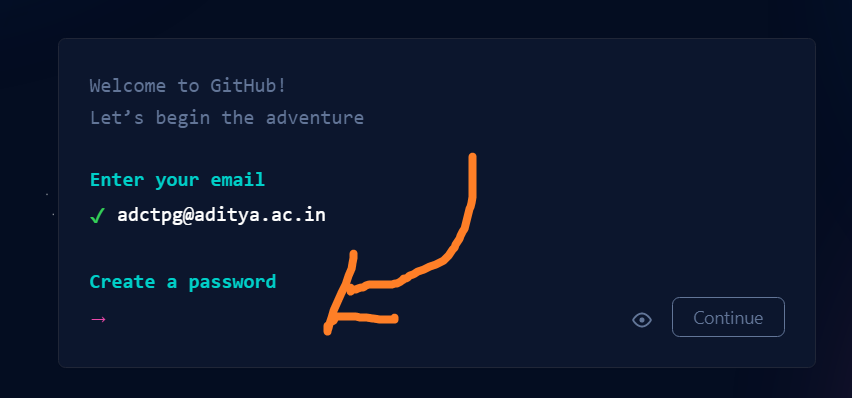 Welcome to GitHub!
Let’s begin the adventure
Enter your email
✓ adctpg@aditya.ac.in
Create a password
→
Continue